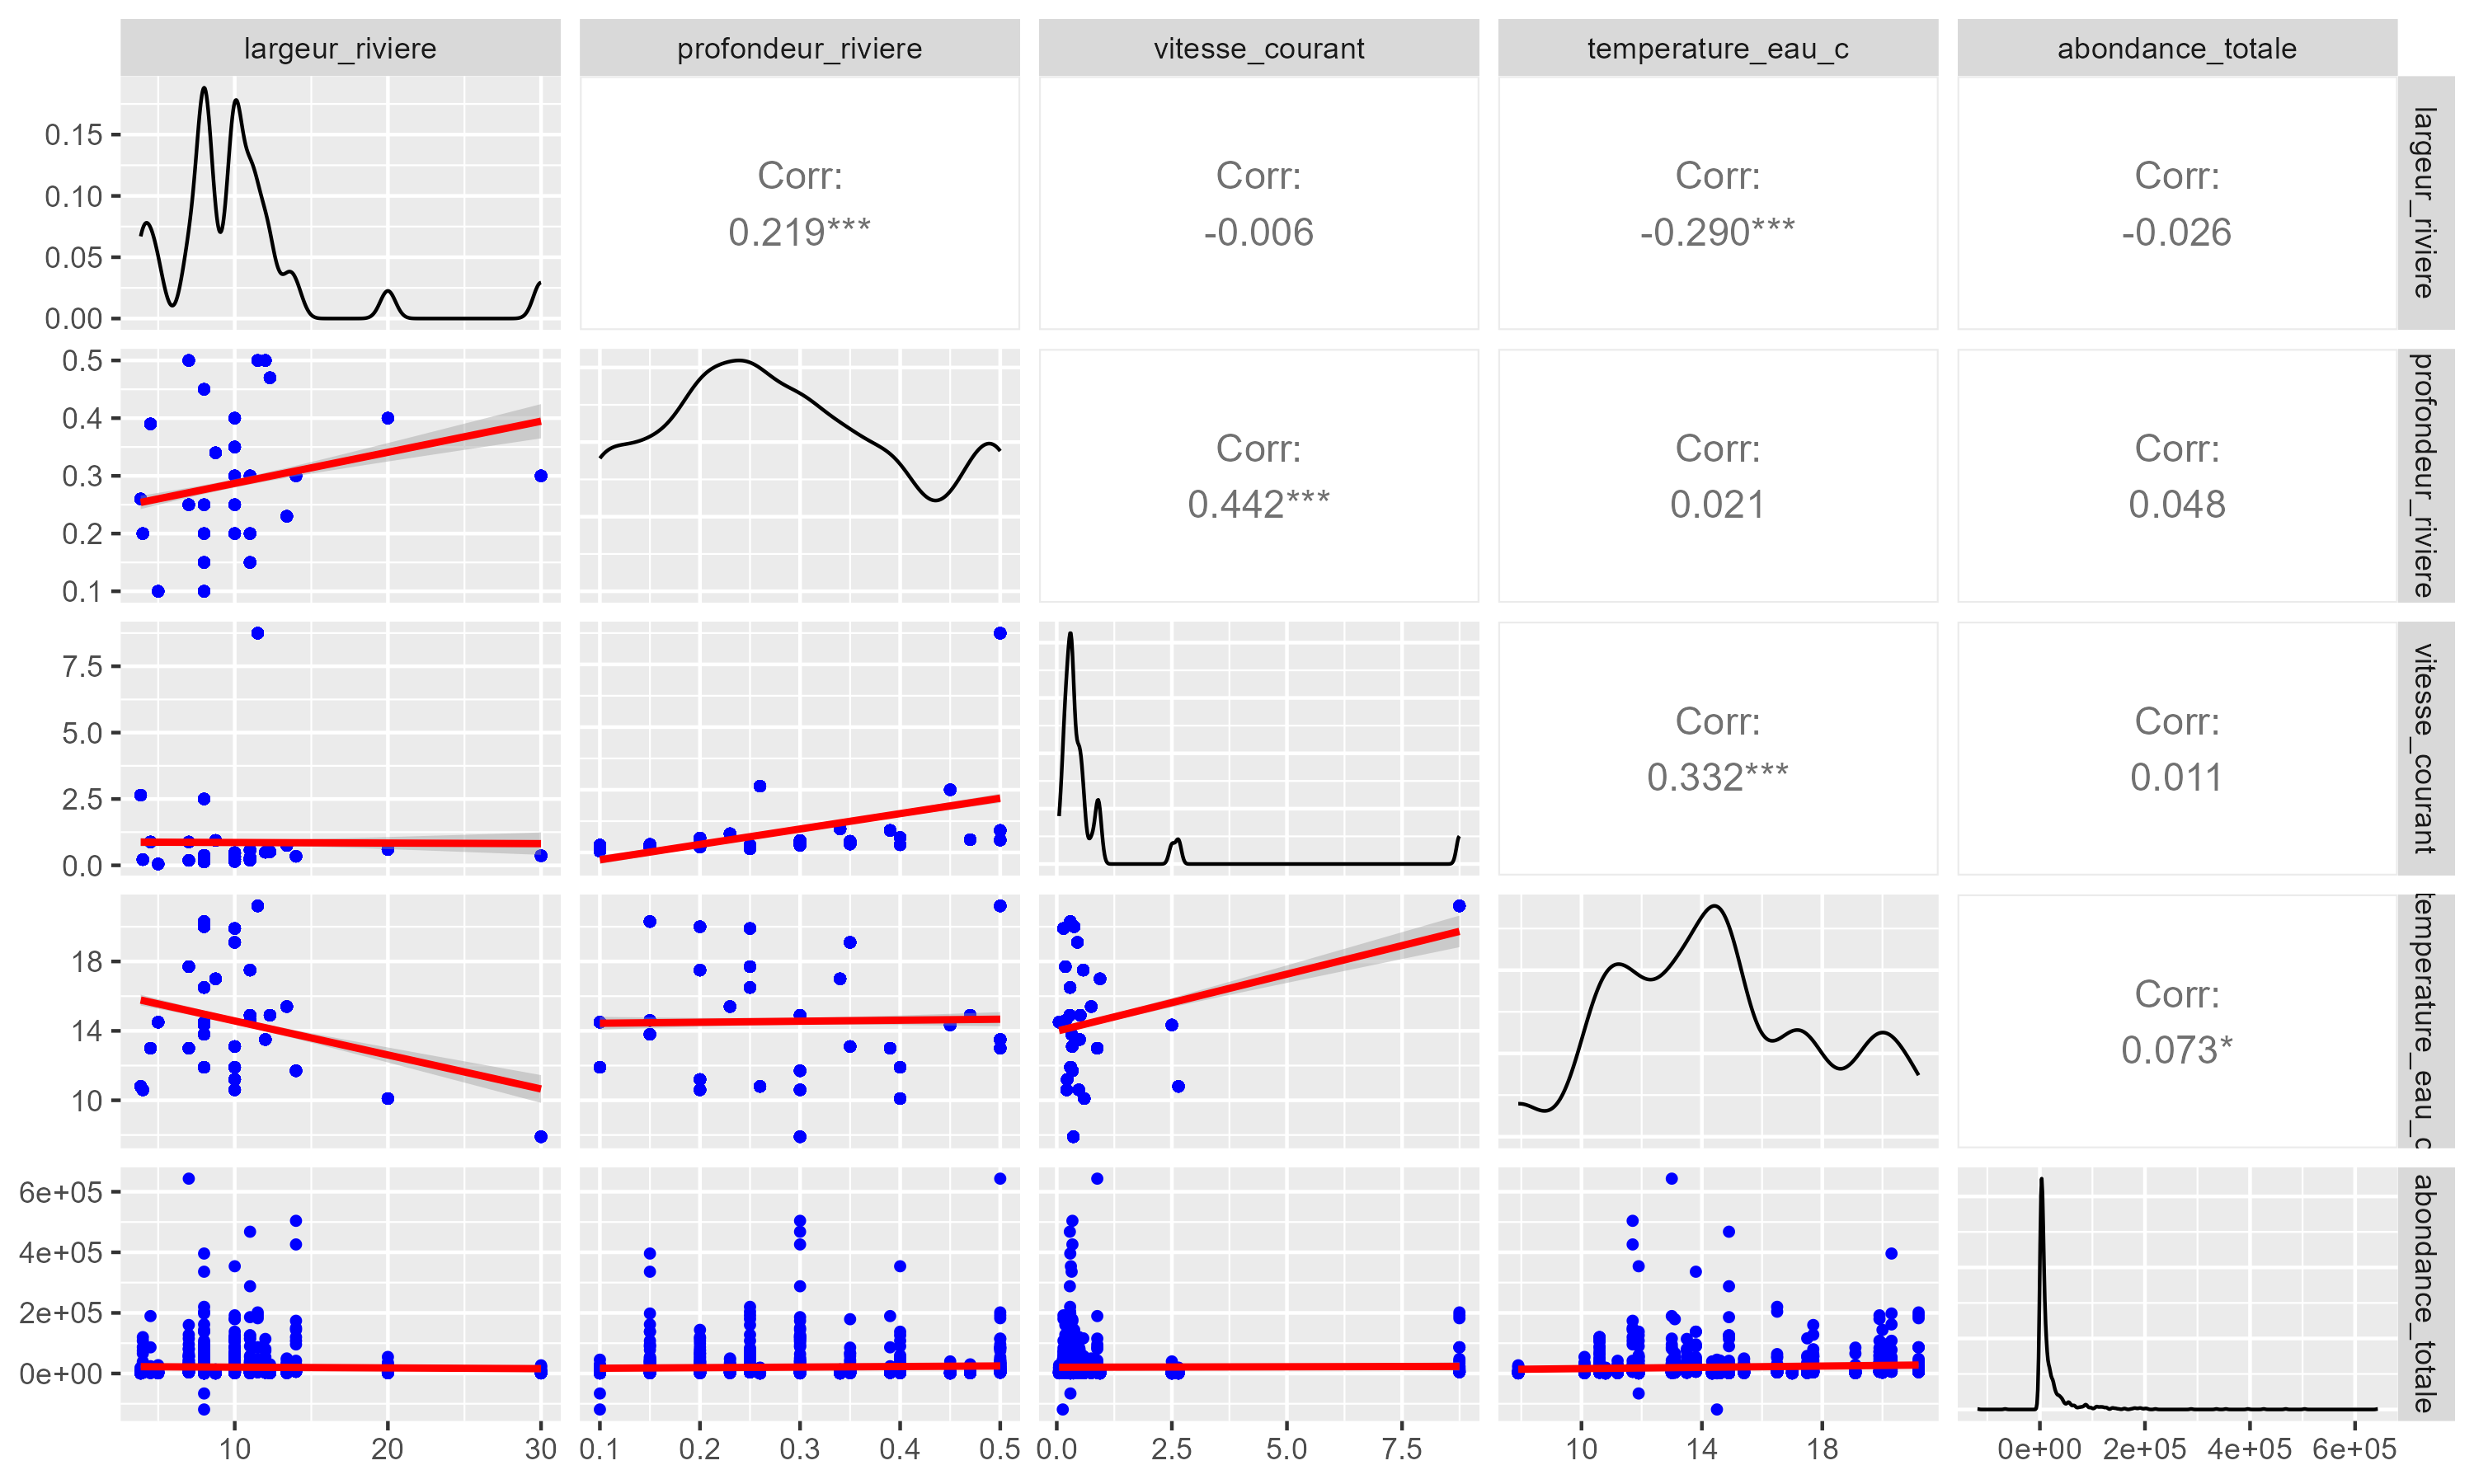 largeur_riviere
profondeur_riviere
vitesse_courant
temperature_eau_c
abondance_totale
0.15
0.10
0.05
0.00
Corr:
0.219***
Corr:
-0.006
Corr:
-0.290***
Corr:
-0.026
largeur_riviere
0.5
0.4
0.3
0.2
0.1
Corr:
0.442***
Corr:
0.021
Corr:
0.048
profondeur_riviere
7.5
5.0
2.5
0.0
Corr:
0.332***
Corr:
0.011
vitesse_courant
18
14
10
Corr:
0.073*
temperature_eau_c
6e+05
4e+05
2e+05
0e+00
abondance_totale
10 20 30
0.1 0.2 0.3 0.4 0.5
0.0 2.5 5.0 7.5
10 14 18
0e+00 2e+05 4e+05 6e+05